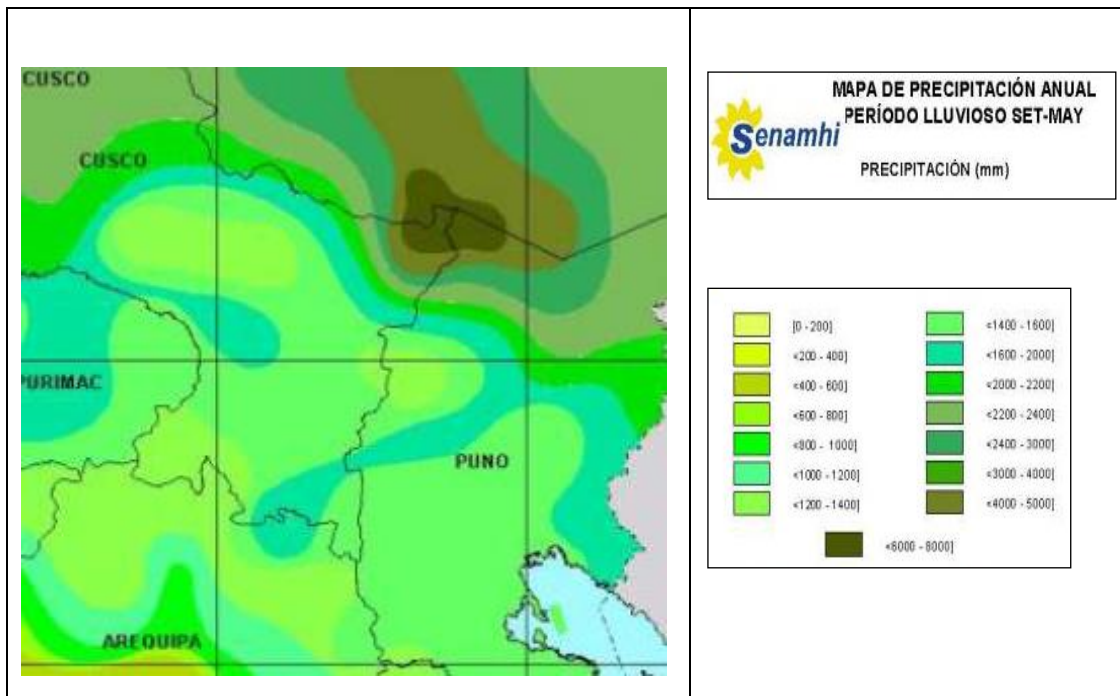 CUSCO
CUSCO
PURIMAC
PUNO
AREQUIPA
MAPA DE PRECIPITACIÓN ANUAL
PERÍODO LLUVIOSO SET-MAY
Senamhi
PRECIPITACIÓN (mm)
[0 - 200]
<200 - 400]
<400 - 600]
<600 - 800]
<800 - 1000]
<1000 - 1200]
<1200 - 1400]
<1400 - 1600]
<1600 - 2000]
<2000 - 2200]
<2200 - 2400]
<2400 - 3000]
<3000 - 4000]
<4000 - 5000]
<6000 - 8000]